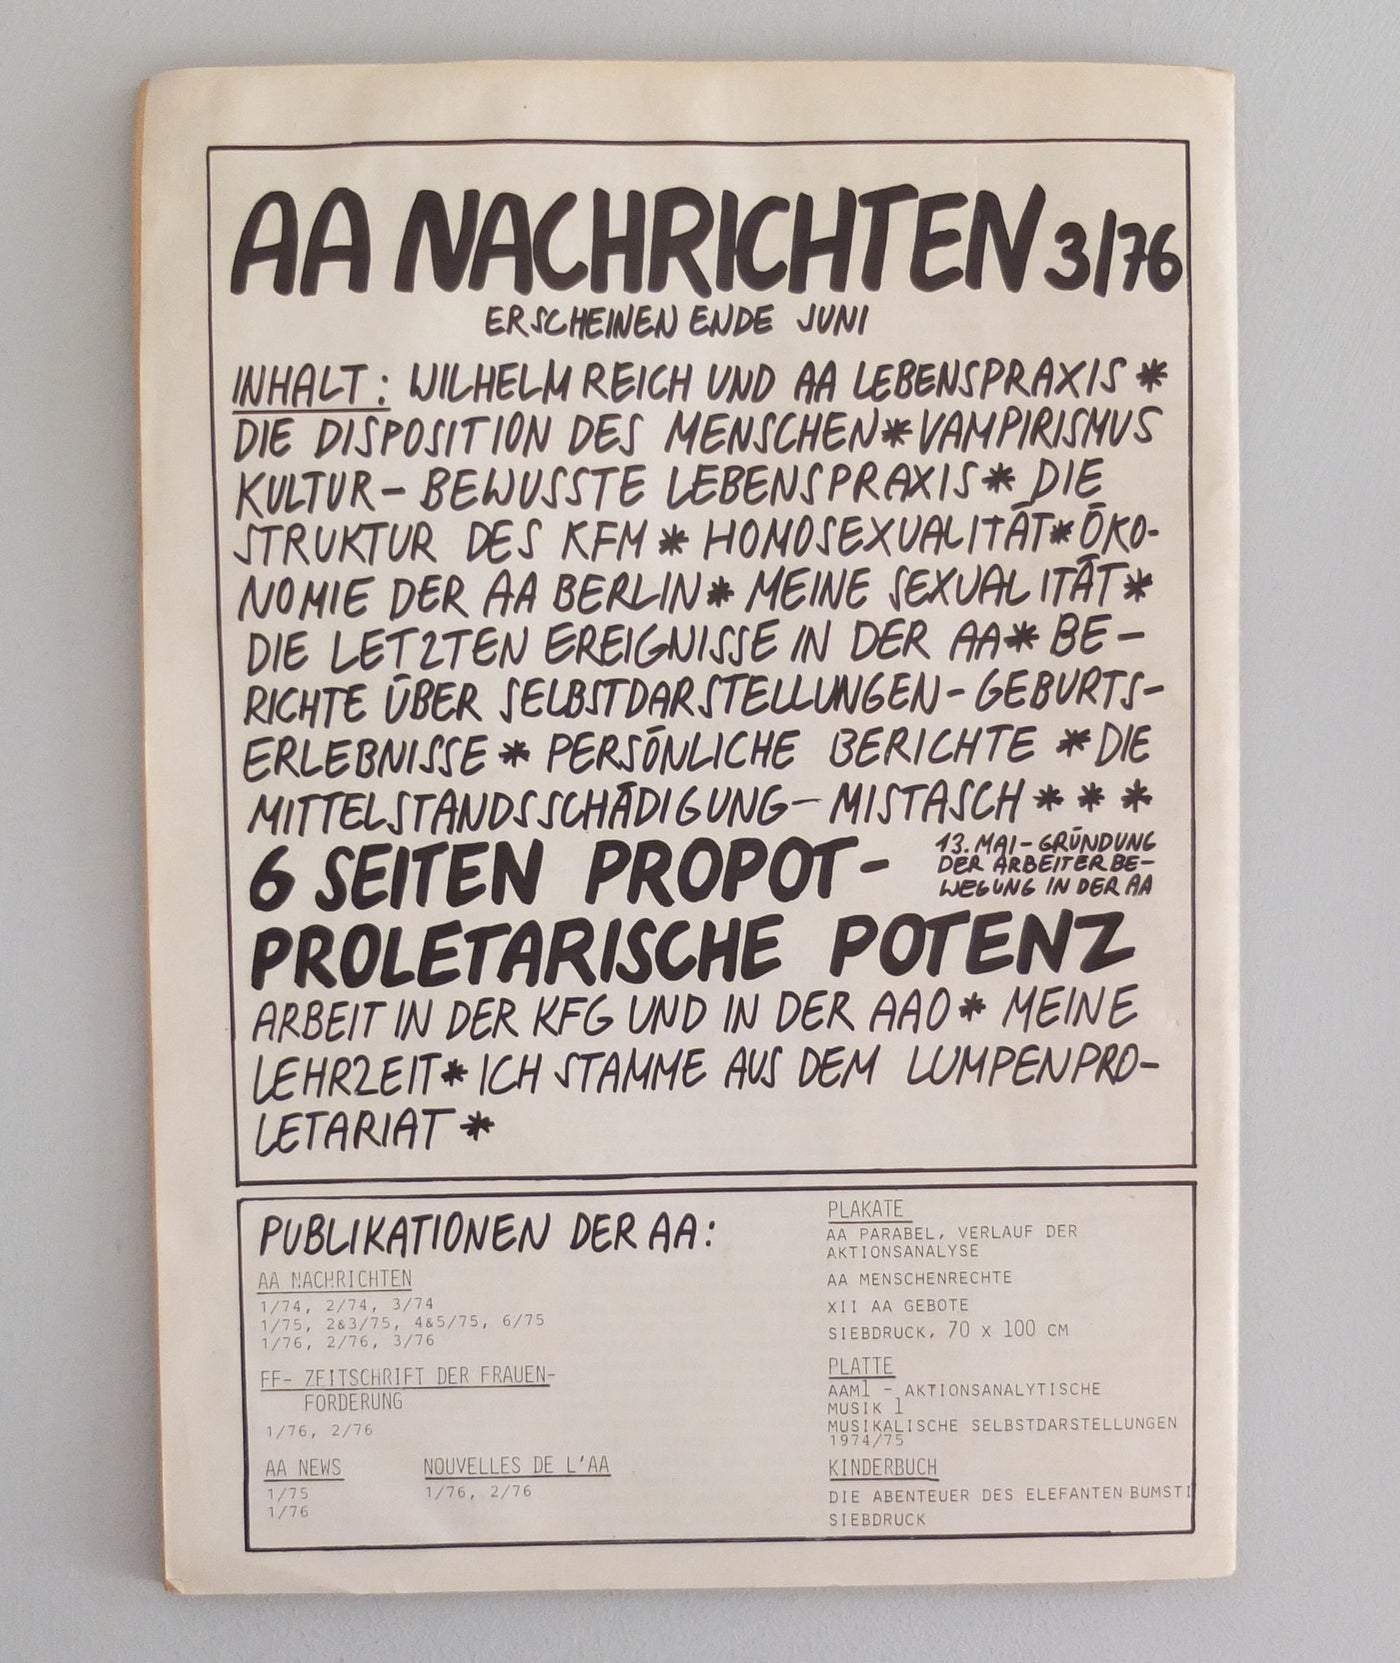 AA NACHRICHTEN 3/76
ERSCHEINEN ENDE JUNI
INHALT: WILHELM REICH UND AA LEBENSPRAXIS *
DIE DISPOSITION DES MENSCHEN * VAMPIRISMUS
KULTUR – BEWUSSTE LEBENSPRAXIS * DIE
STRUKTUR DES KFM * HOMOSEXUALITÄT * ÖKO-
NOMIE DER AA BERLIN * MEINE SEXUALITÄT *
DIE LETZTEN EREIGNISSE IN DER AA * BE-
RICHTE ÜBER SELBSTDARSTELLUNGEN - GEBURTS-
ERLEBNISSE * PERSÖNLICHE BERICHTE * DIE
MITTELSTANDSSCHÄDIGUNG – MISTASCH * * *
6 SEITEN PROPOT-
13. MAI - GRÜNDUNG
DER ARBEITERBE-
WEGUNG IN DER AA
PROLETARISCHE POTENZ
ARBEIT IN DER KFG UND IN DER AAO * MEINE
LEHRZEIT * ICH STAMME AUS DEM LUMPENPRO-
LETARIAT *
PUBLIKATIONEN DER AA:
AA NACHRICHTEN
1/74, 2/74, 3/74
1/75, 2&3/75, 4&5/75, 6/75
1/76, 2/76, 3/76
FF- ZEITSCHRIFT DER FRAUEN-
FORDERUNG
1/76, 2/76
AA NEWS
1/75
1/76
NOUVELLES DE L'AA
1/76, 2/76
PLAKATE
AA PARABEL, VERLAUF DER
AKTIONSANALYSE
AA MENSCHENRECHTE
XII AA GEBOTE
SIEBDRUCK, 70 x 100 CM
PLATTE
AAM1 - AKTIONSANALYTISCHE
MUSIK 1
MUSIKALISCHE SELBSTDARSTELLUNGEN
1974/75
KINDERBUCH
DIE ABENTEUER DES ELEFANTEN BUMSTI
SIEBDRUCK